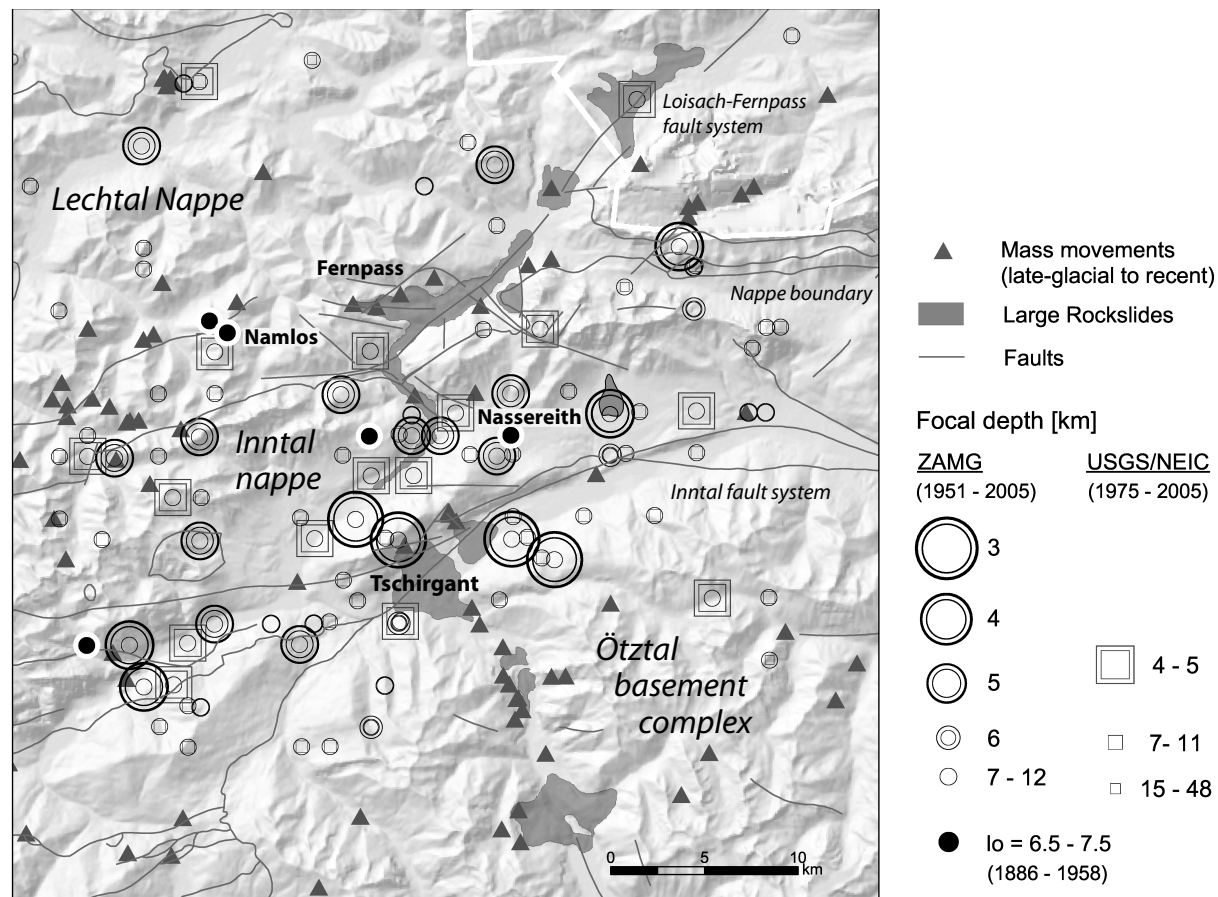 Loisach-Fernpass
fault system
Lechtal Nappe
Fernpass
Nappe boundary
Namlos
Nassereith
Inntal
nappe
Inntal fault system
Tschirgant
Ötztal
basement
complex
0 5 10
km
Mass movements
(late-glacial to recent)
Large Rockslides
Faults
Focal depth [km]
ZAMG USGS/NEIC
(1951 - 2005) (1975 - 2005)
3
4
5 4 - 5
6 7- 11
7 - 12 15 - 48
Io = 6.5 - 7.5
(1886 - 1958)